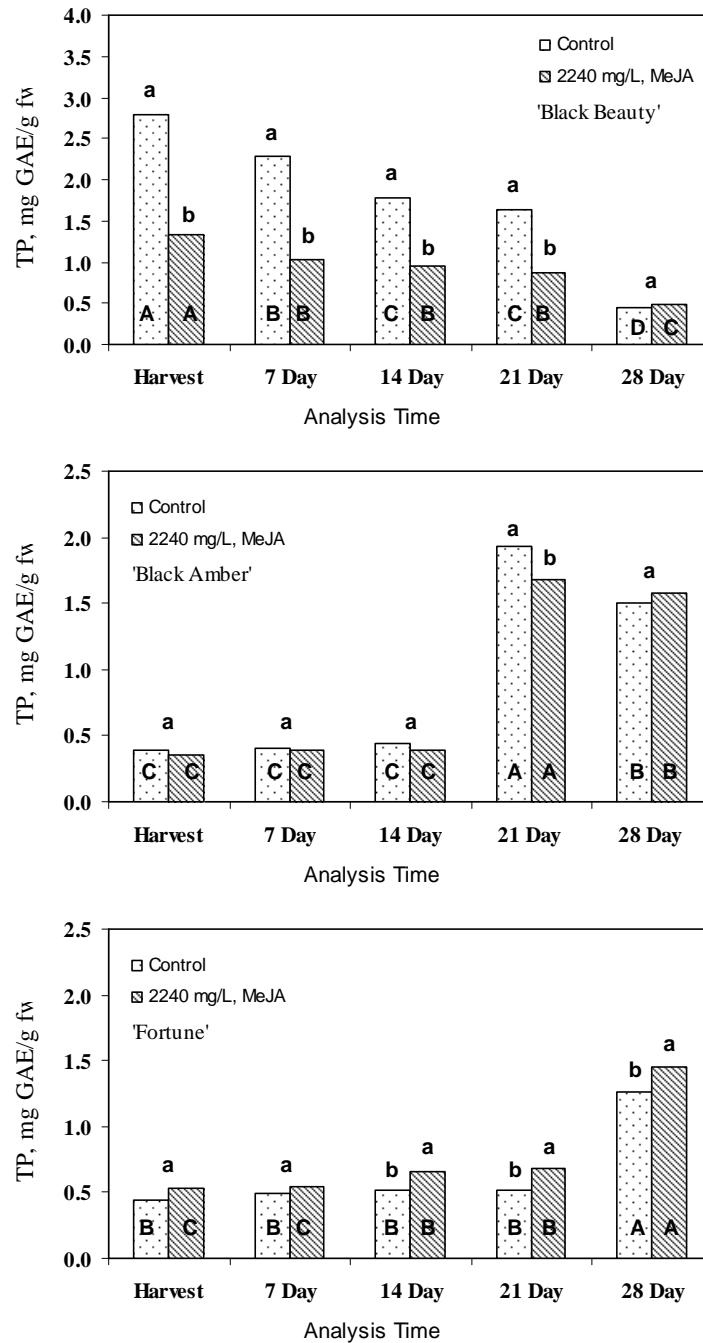 4.0
Control
3.5
2240 mg/L, MeJA
a
3.0
'Black Beauty'
a
2.5
a
2.0
a
b
1.5
b
b
b
1.0
a
0.5
A A B B C B C B D C
0.0
Harvest 7 Day 14 Day 21 Day 28 Day
Analysis Time
TP, mg GAE/g fw
2.5
Control
2240 mg/L, MeJA
a
2.0
b
a
'Black Amber'
1.5
1.0
a a a
0.5
C C C C C C A A B B
0.0
Harvest 7 Day 14 Day 21 Day 28 Day
Analysis Time
TP, mg GAE/g fw
2.5
Control
2.0
2240 mg/L, MeJA
'Fortune'
a
1.5
b
1.0
a a b a b a
0.5
B C B C B B B B A A
0.0
Harvest 7 Day 14 Day 21 Day 28 Day
Analysis Time
TP, mg GAE/g fw